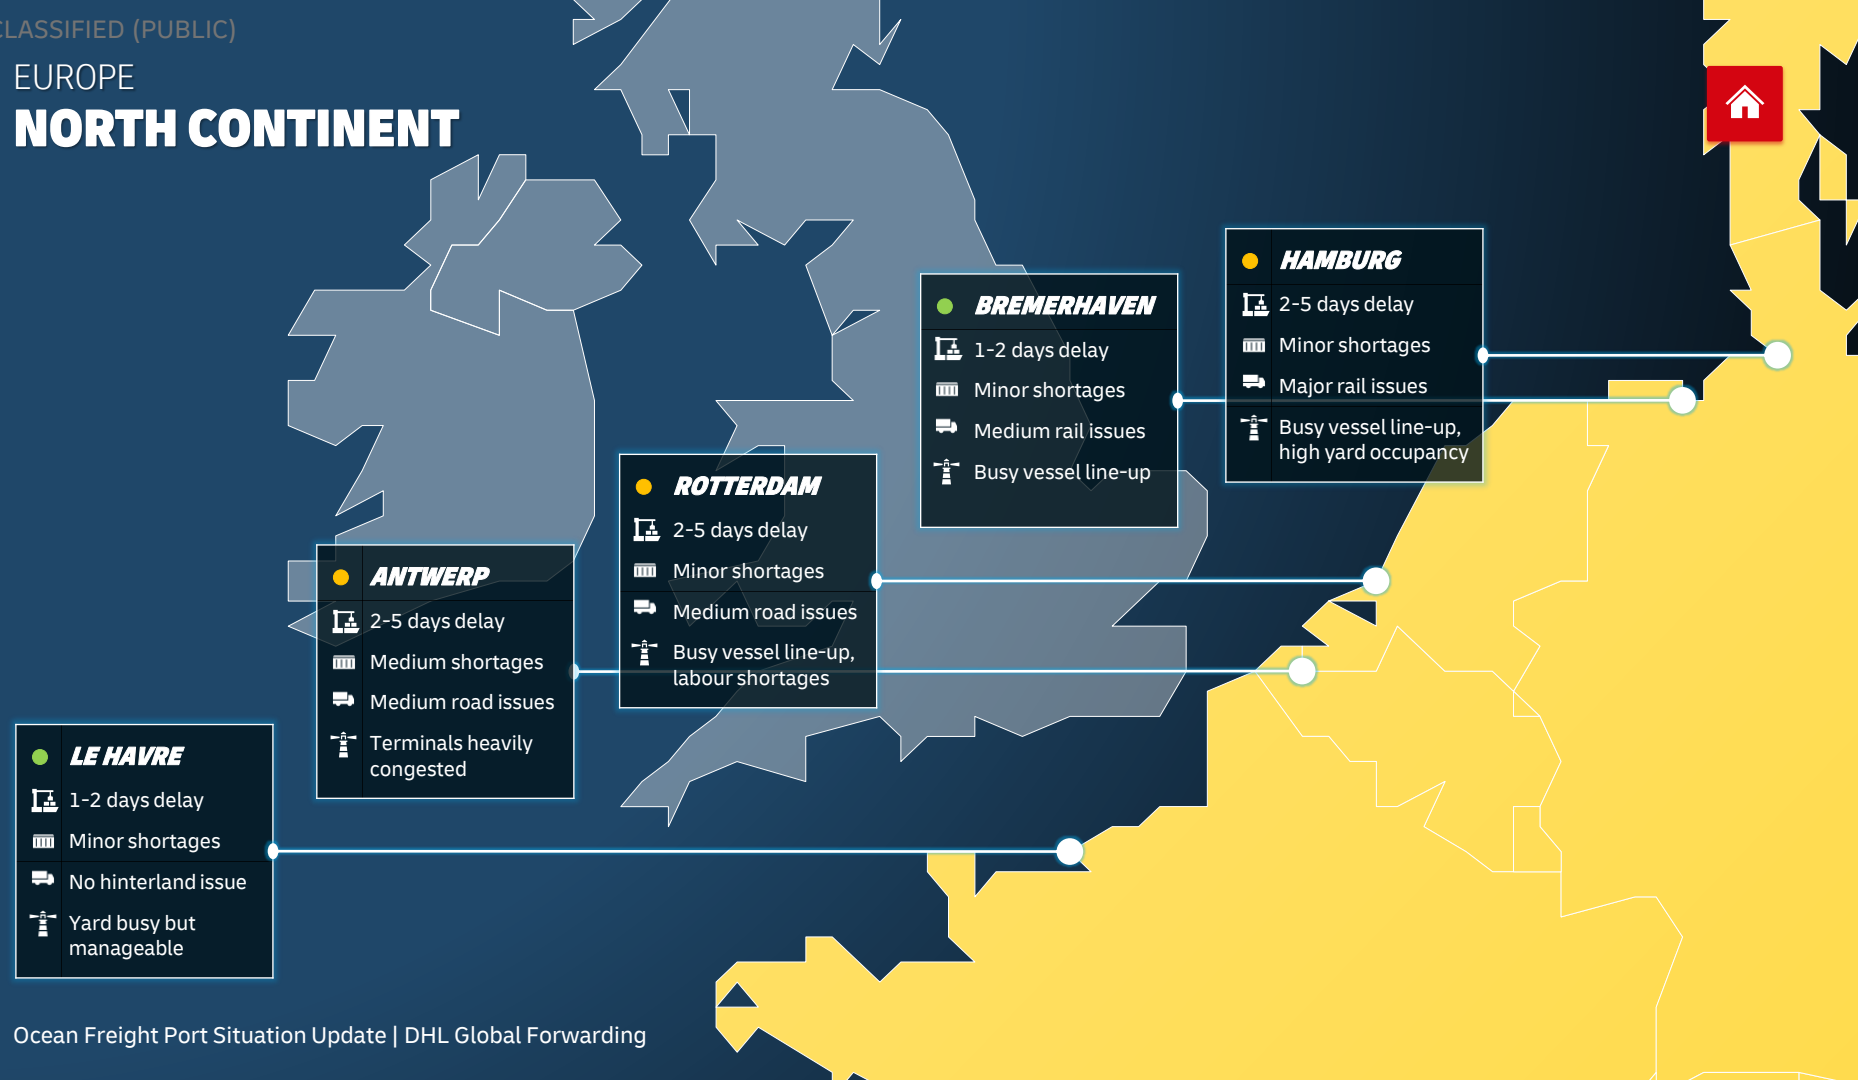 CLASSIFIED (PUBLIC)
EUROPE
NORTH CONTINENT
HAMBURG
2-5 days delay
Minor shortages
Major rail issues
Busy vessel line-up,
high yard occupancy
BREMERHAVEN
1-2 days delay
Minor shortages
Medium rail issues
Busy vessel line-up
ROTTERDAM
2-5 days delay
Minor shortages
Medium road issues
Busy vessel line-up,
labour shortages
ANTWERP
2-5 days delay
Medium shortages
Medium road issues
Terminals heavily
congested
LE HAVRE
1-2 days delay
Minor shortages
No hinterland issue
Yard busy but
manageable
Ocean Freight Port Situation Update | DHL Global Forwarding